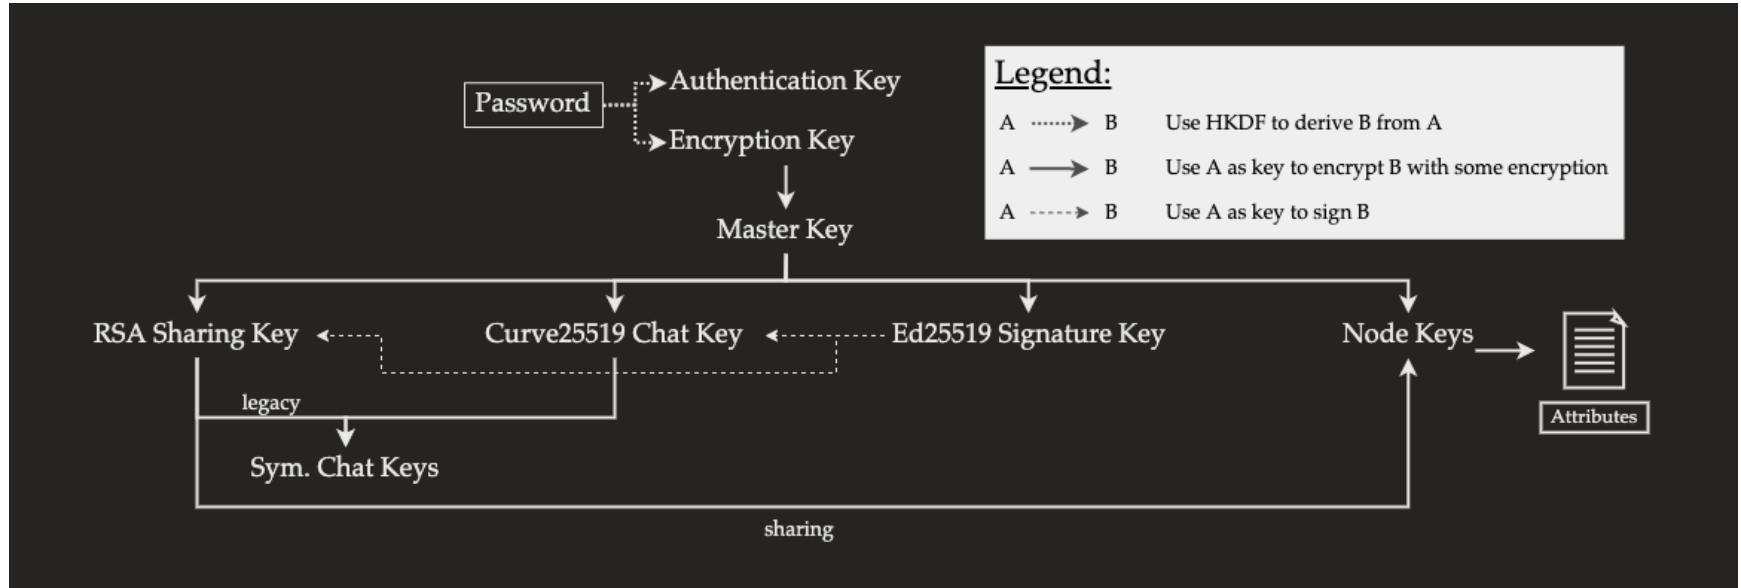 Password
Authentication Key
Encryption Key
Master Key
Legend:
A B Use HKDF to derive B from A
A B Use A as key to encrypt B with some encryption
A B Use A as key to sign B
RSA Sharing Key
Curve25519 Chat Key
Ed25519 Signature Key
Node Keys
Attributes
legacy
Sym. Chat Keys
sharing